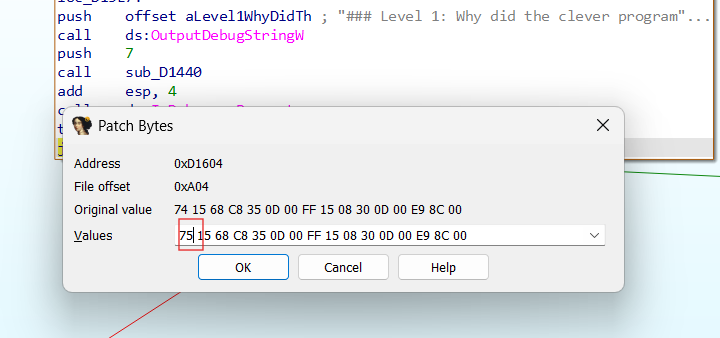 push offset aLevel1WhyDidTh ; "### Level 1: Why did the clever program"...
call ds:OutputDebugStringW
push 7
call sub_D1440
add esp, 4
Patch Bytes
Address 0xD1604
File offset 0xA04
Original value 74 15 68 C8 35 0D 00 FF 15 08 30 0D 00 E9 8C 00
Values 75 15 68 C8 35 0D 00 FF 15 08 30 0D 00 E9 8C 00
OK Cancel Help